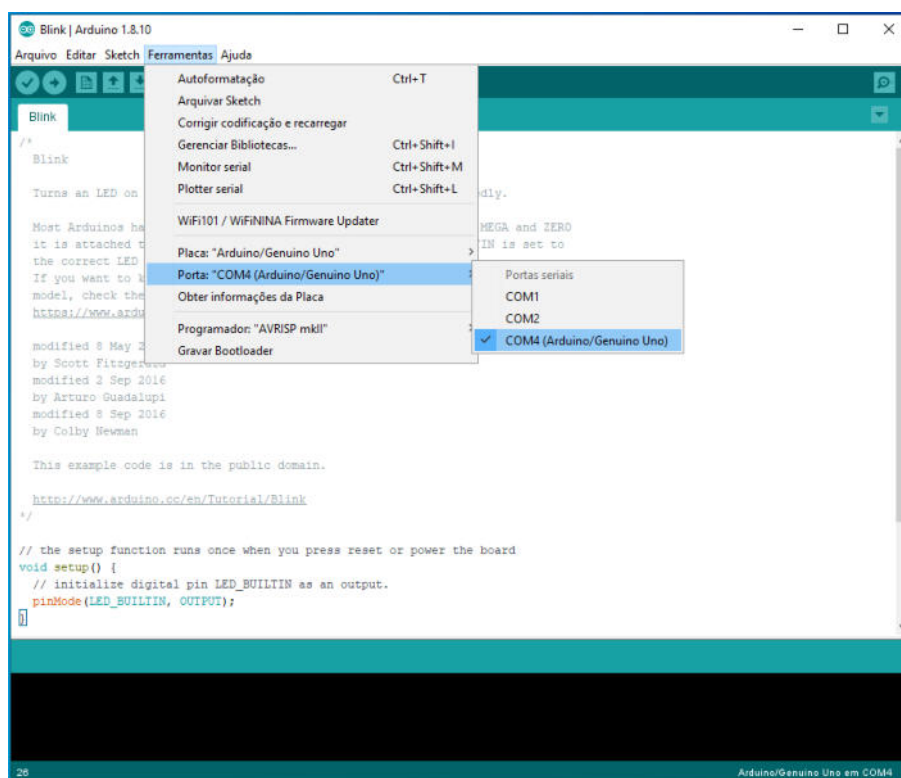 Blink | Arduino 1.8.10
Arquivo Editar Sketch Ferramentas Ajuda
Autoformatação Ctrl+T
Arquivar Sketch
Corrigir codificação e recarregar
Gerenciar Bibliotecas... Ctrl+Shift+I
Monitor serial Ctrl+Shift+M
Plotter serial Ctrl+Shift+L
WiFi101 / WiFiNINA Firmware Updater
Placa: "Arduino/Genuino Uno"
Porta: "COM4 (Arduino/Genuino Uno)"
Obter informações da Placa
Programador: "AVRISP mkII"
Gravar Bootloader
Portas seriais
COM1
COM2
COM4 (Arduino/Genuino Uno)
Blink
/*
Blink
Turns an LED on
Most Arduinos ha MEGA and ZERO
it is attached t IN is set to
the correct LED
If you want to k
model, check the
https://www.ardu
modified 8 May 2
by Scott Fitzgerald
modified 2 Sep 2016
by Arturo Guadalupi
modified 8 Sep 2016
by Colby Newman
This example code is in the public domain.
http://www.arduino.cc/en/Tutorial/Blink
*/
// the setup function runs once when you press reset or power the board
void setup() {
// initialize digital pin LED_BUILTIN as an output.
pinMode(LED_BUILTIN, OUTPUT);
}
26 Arduino/Genuino Uno em COM4